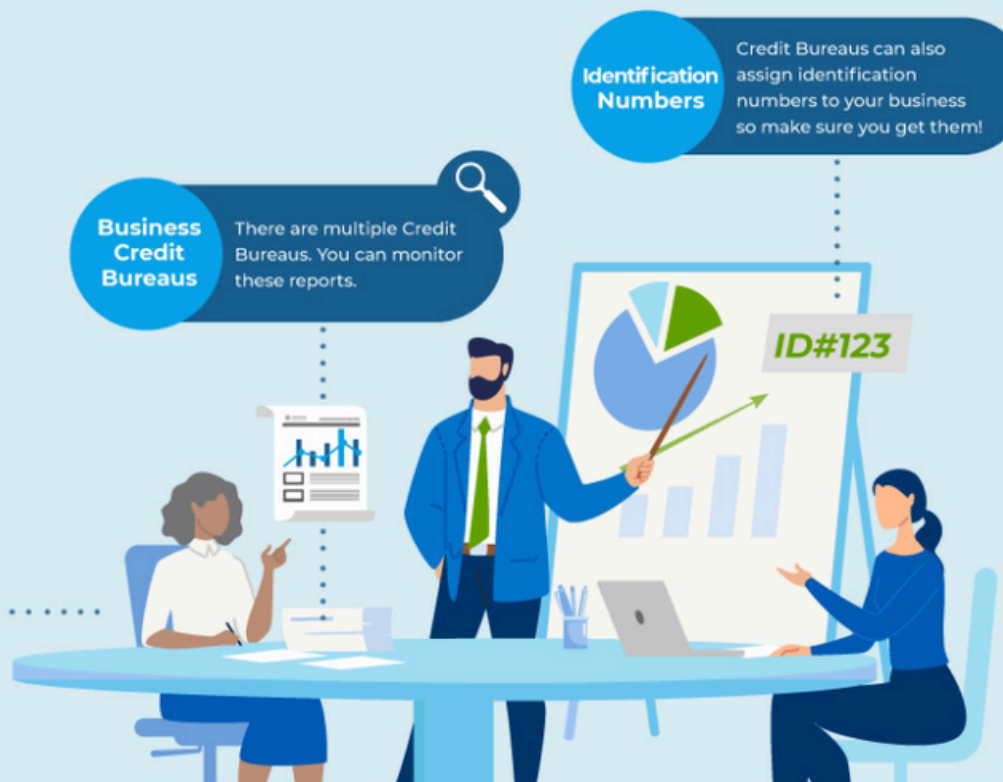 Identification
Numbers
Credit Bureaus can also
assign identification
numbers to your business
so make sure you get them!
Business
Credit
Bureaus
There are multiple Credit
Bureaus. You can monitor
these reports.
ID#123